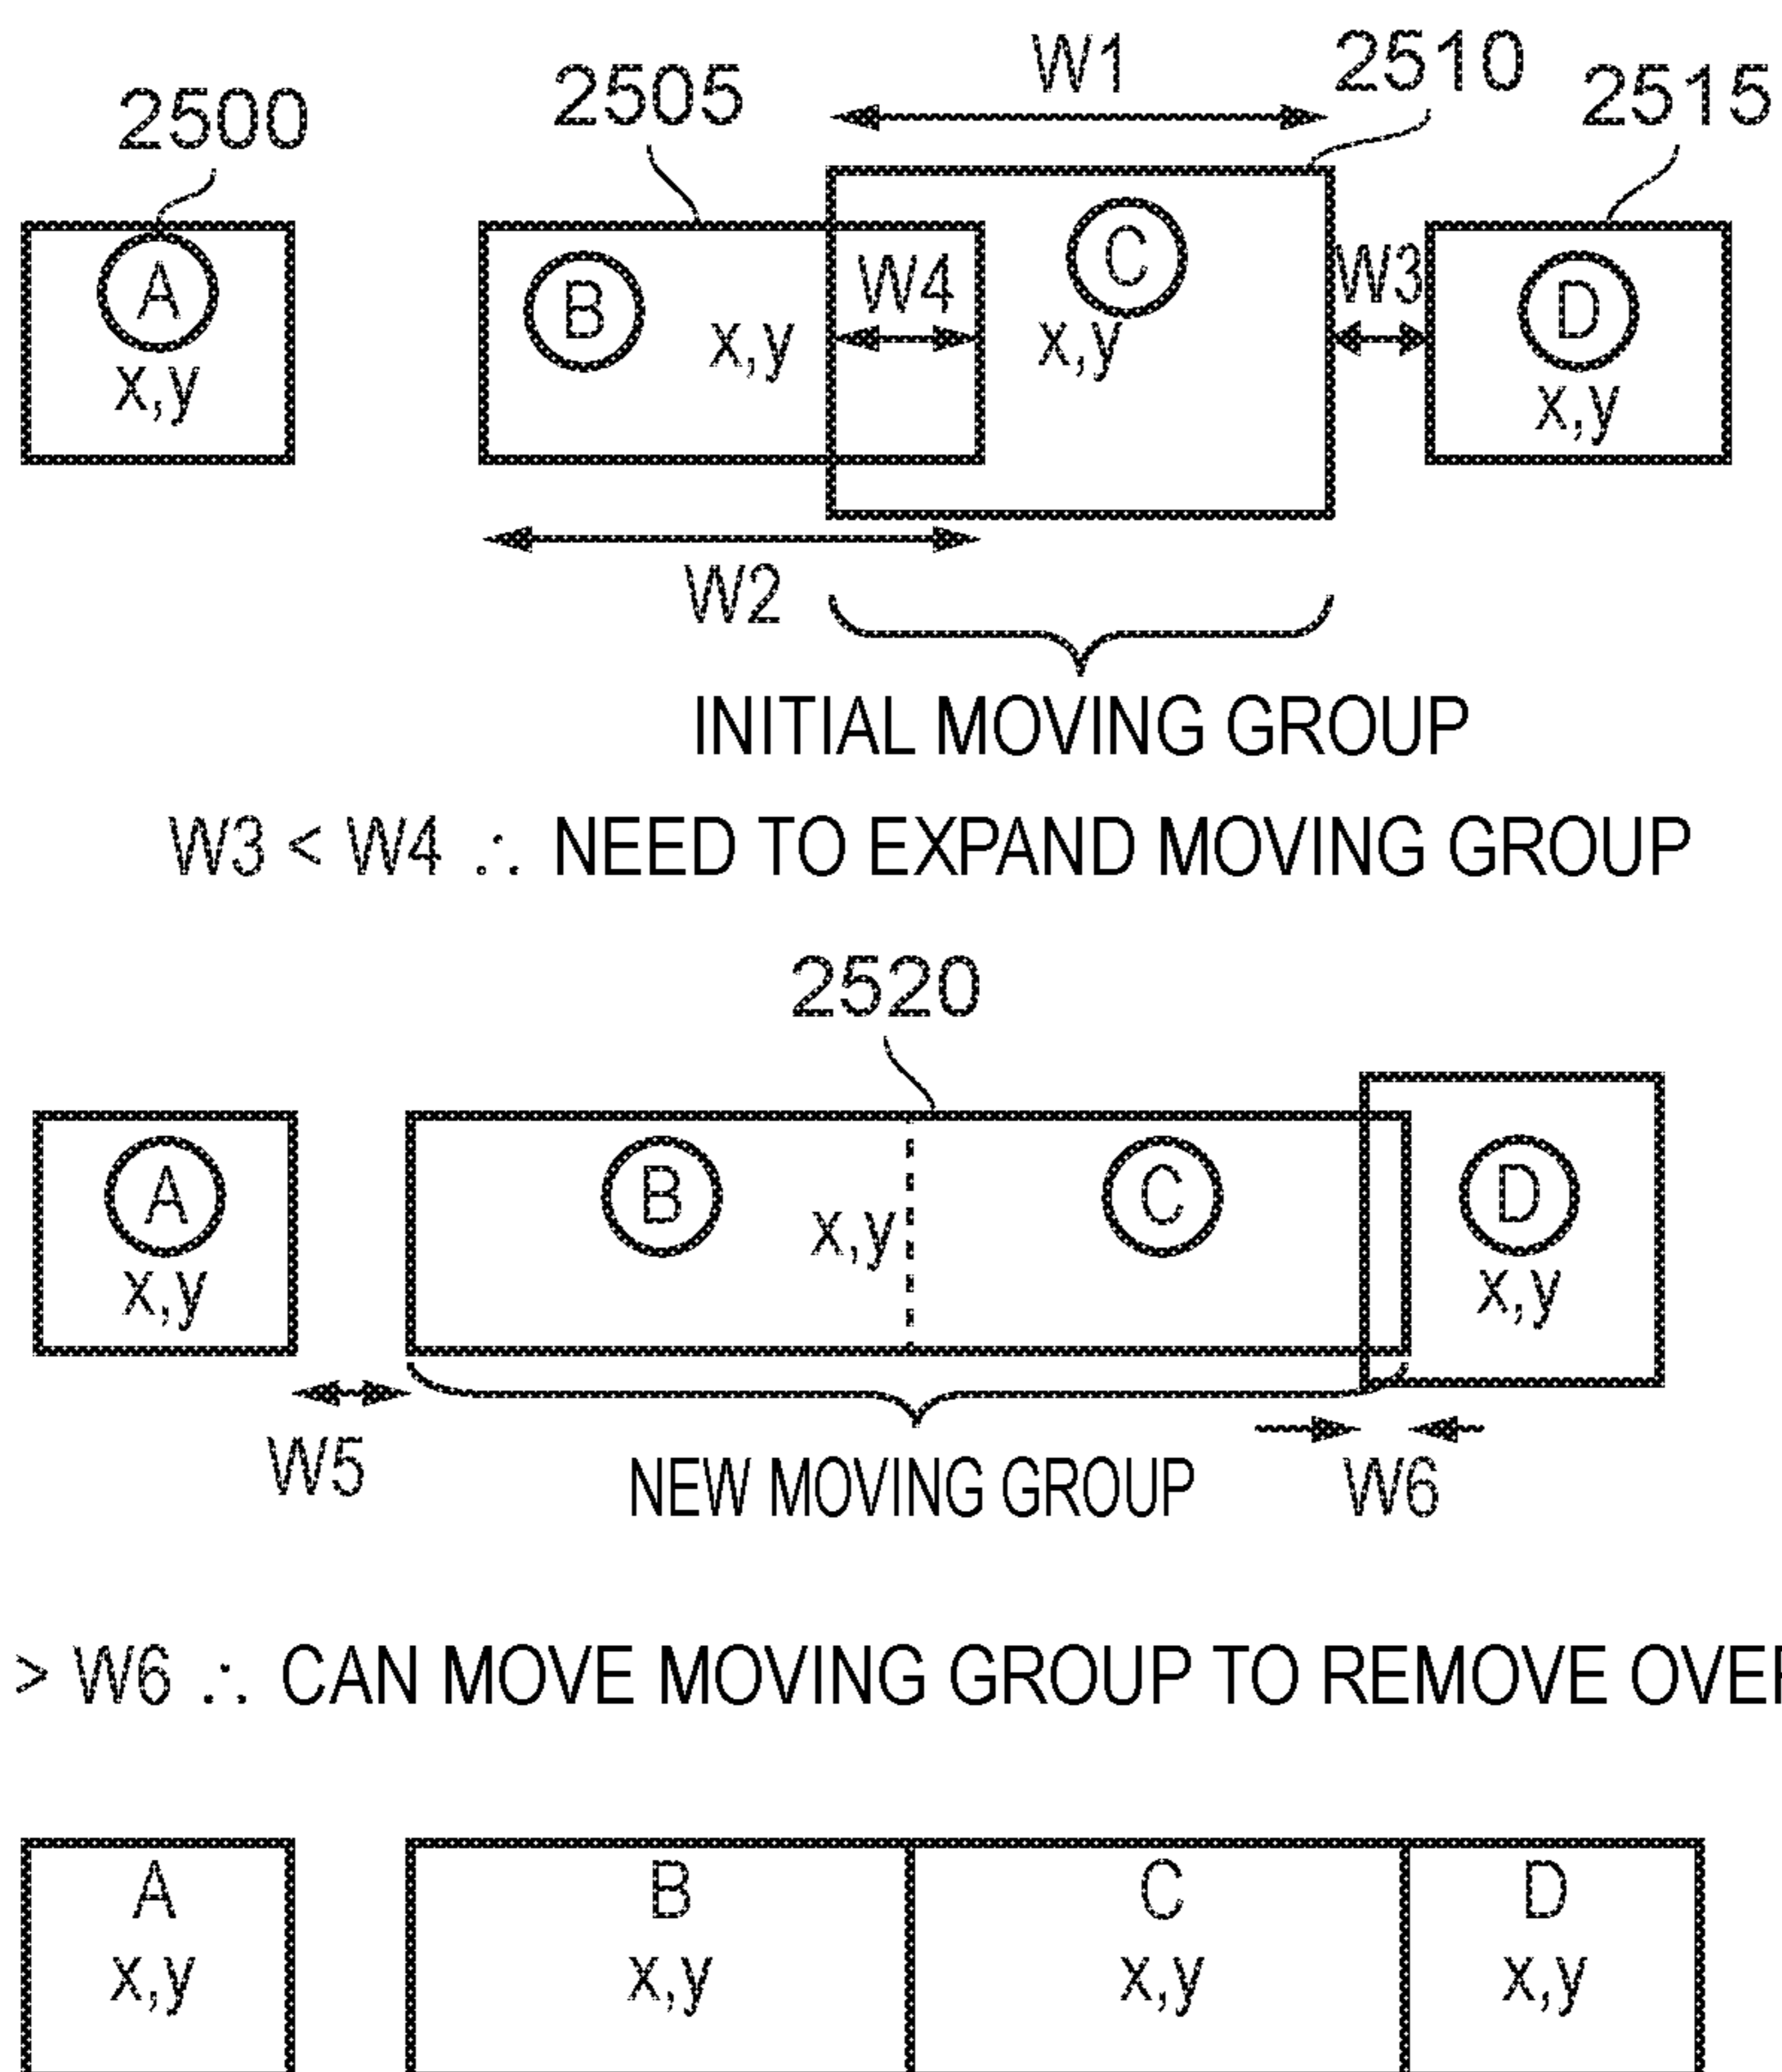 2500 2505 W1 2510 2515
A B W4 C W3 D
x,y x,y x,y x,y
W2
INITIAL MOVING GROUP
W3 < W4 ∴ NEED TO EXPAND MOVING GROUP
2520
A B C D
x,y x,y x,y
W5 NEW MOVING GROUP W6
> W6 ∴ CAN MOVE MOVING GROUP TO REMOVE
A B C D
x,y x,y x,y x,y